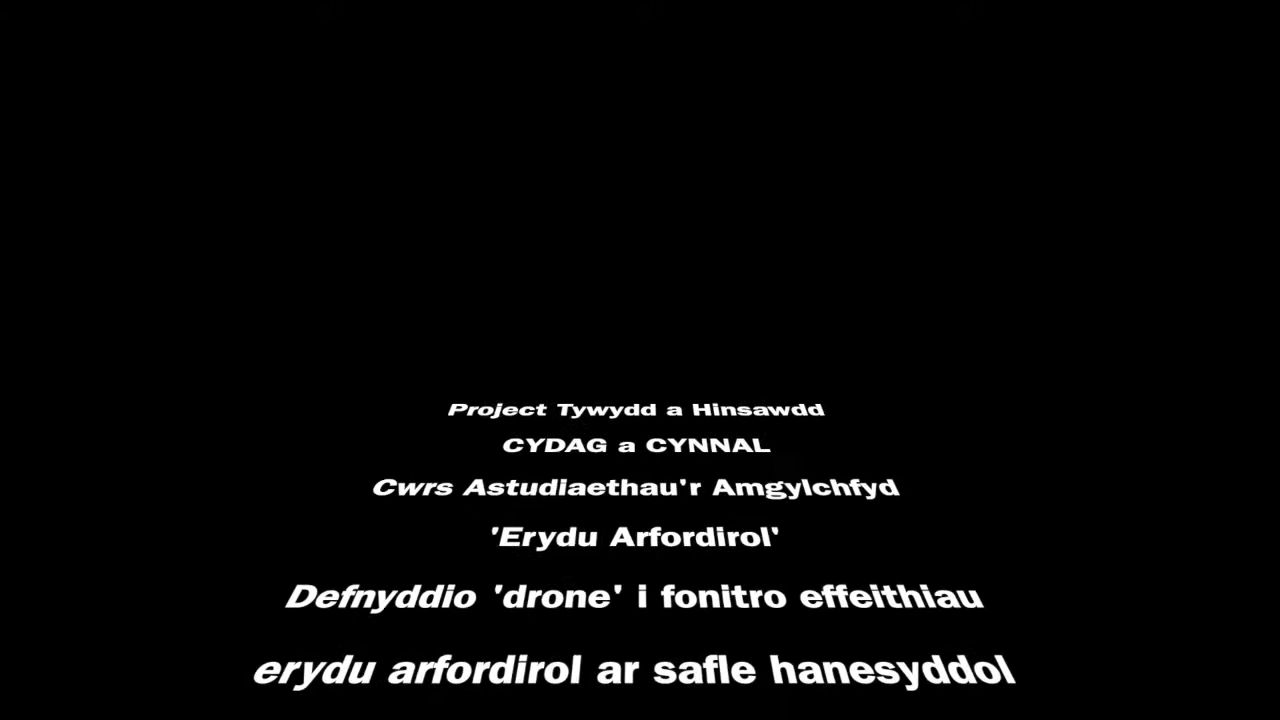 Project Tywydd a Hinsawdd
CYDAG a CYNNAL
Cwrs Astudiaethau'r Amgylchfyd
'Erydu Arfordirol'
Defnyddio 'drone' i fonitro effeithiau
erydu arfordirol ar safle hanesyddol